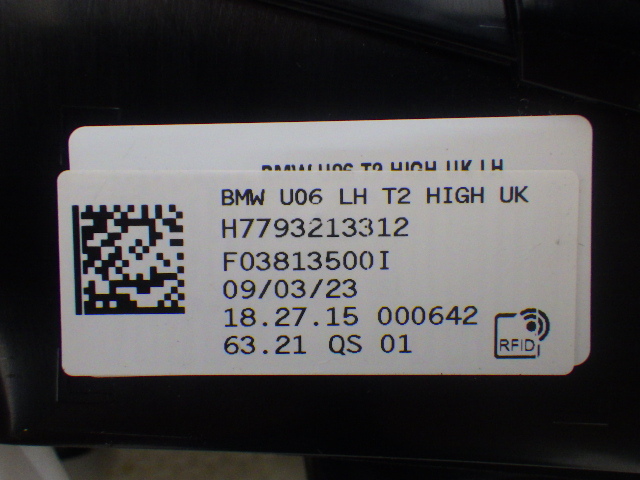 BMW U06 T2 HIGH UK LH
BMW U06 LH T2 HIGH UK
H7793213312
F03813500I
09/03/23
18.27.15 000642
63.21 QS 01
RFID